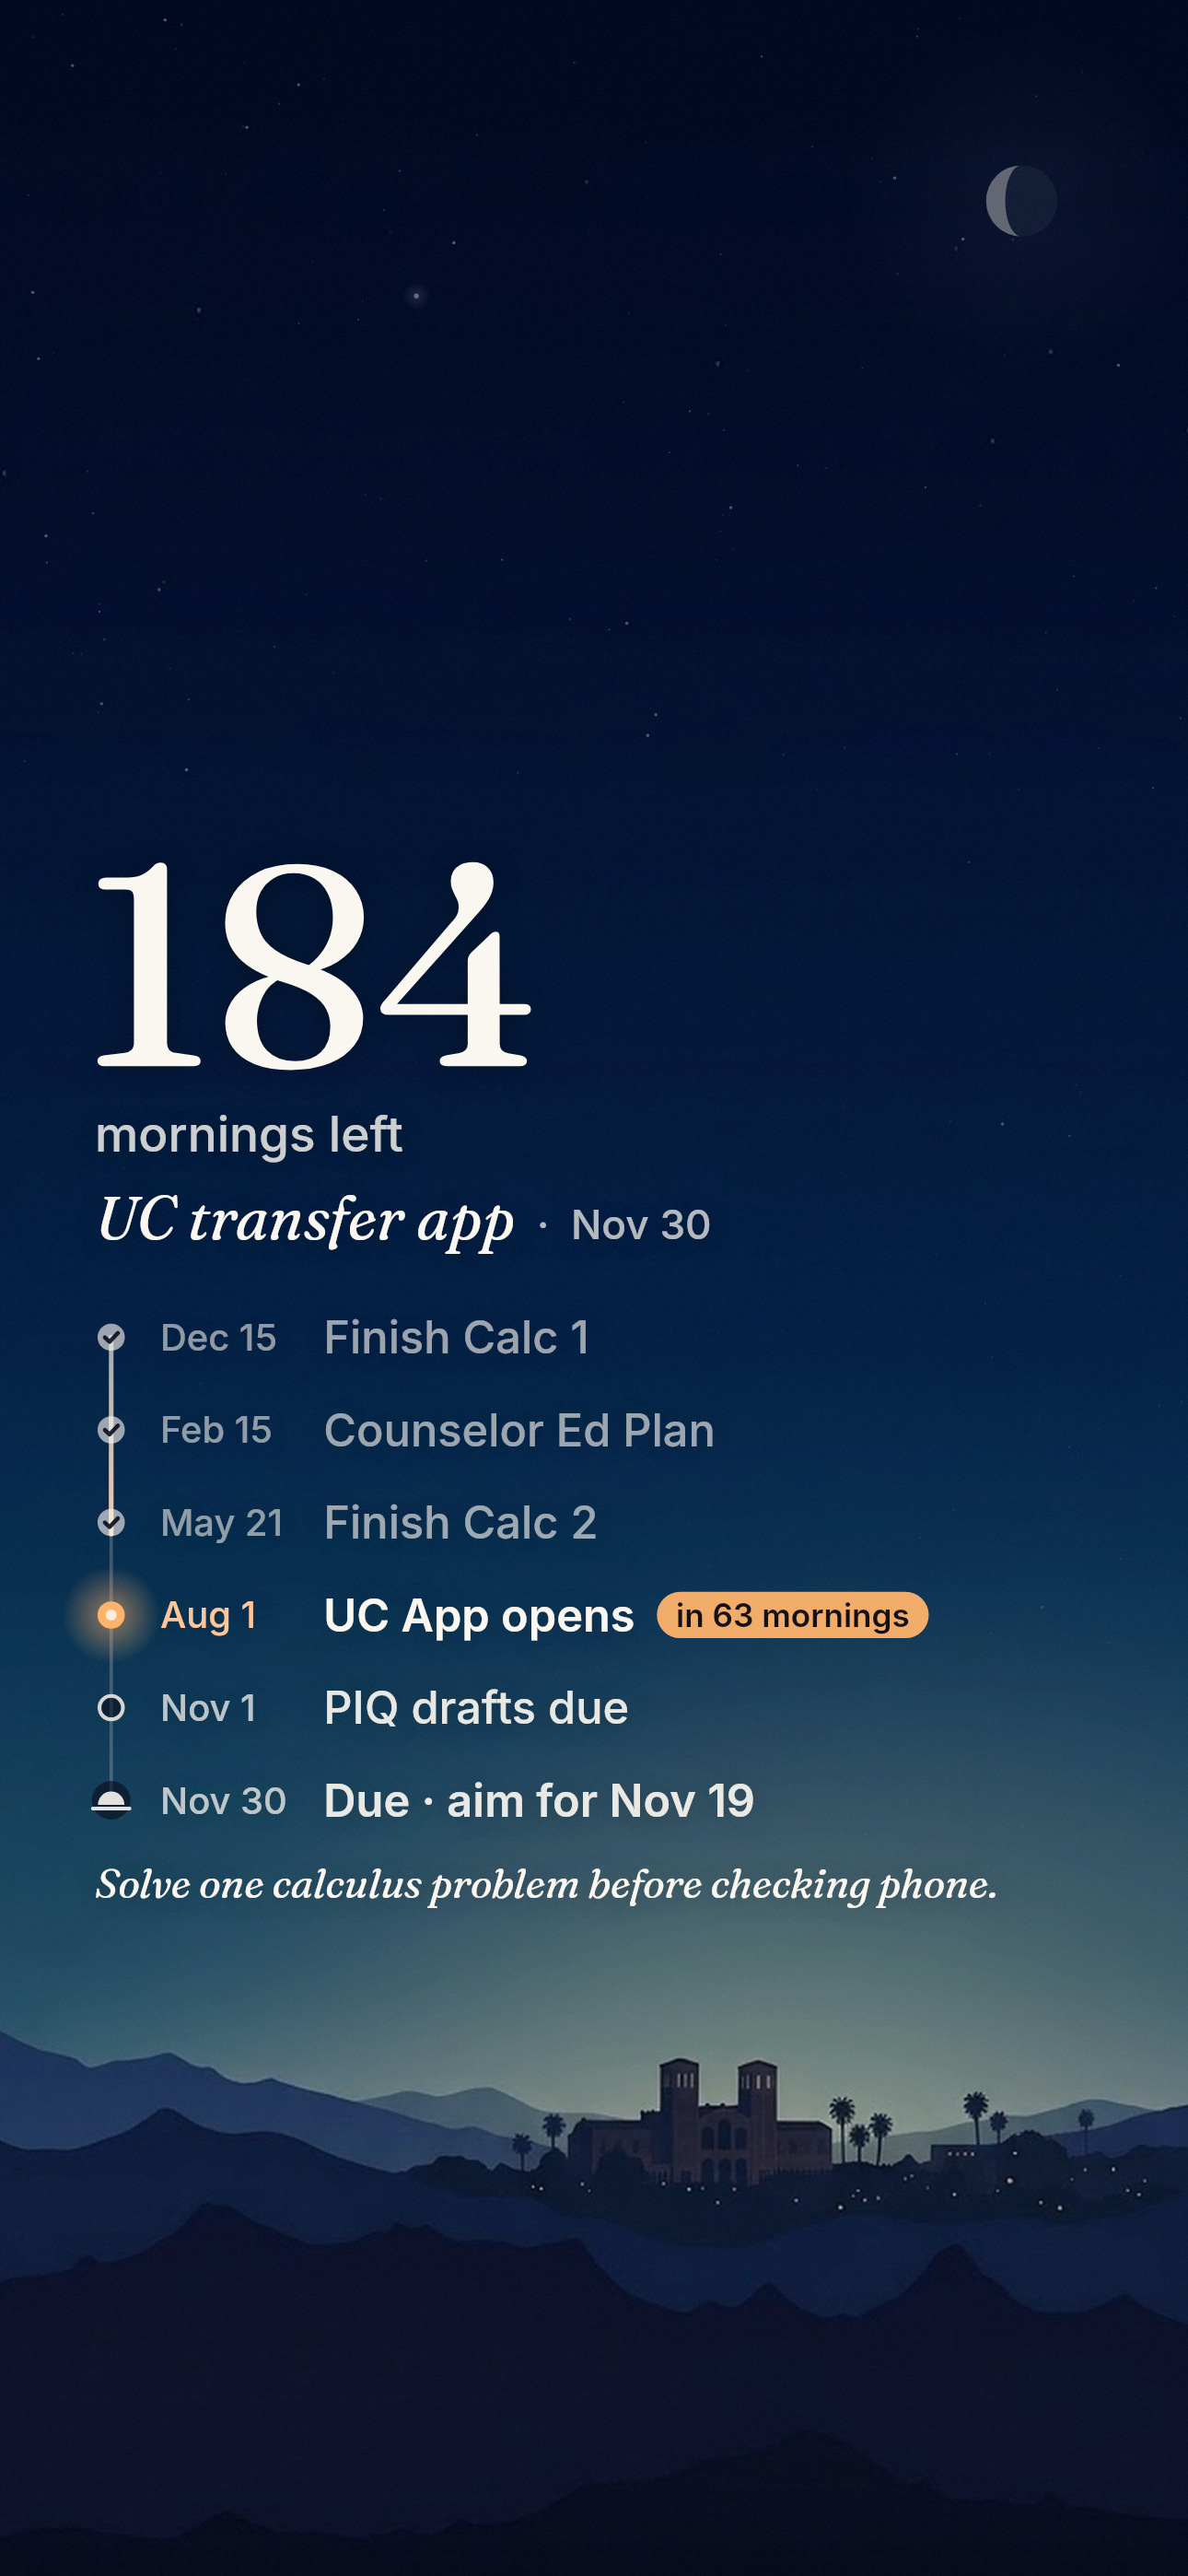 184
mornings left
UC transfer app · Nov 30
Dec 15 Finish Calc 1
Feb 15 Counselor Ed Plan
May 21 Finish Calc 2
Aug 1 UC App opens in 63 mornings
Nov 1 PIQ drafts due
Nov 30 Due · aim for Nov 19
Solve one calculus problem before checking phone.